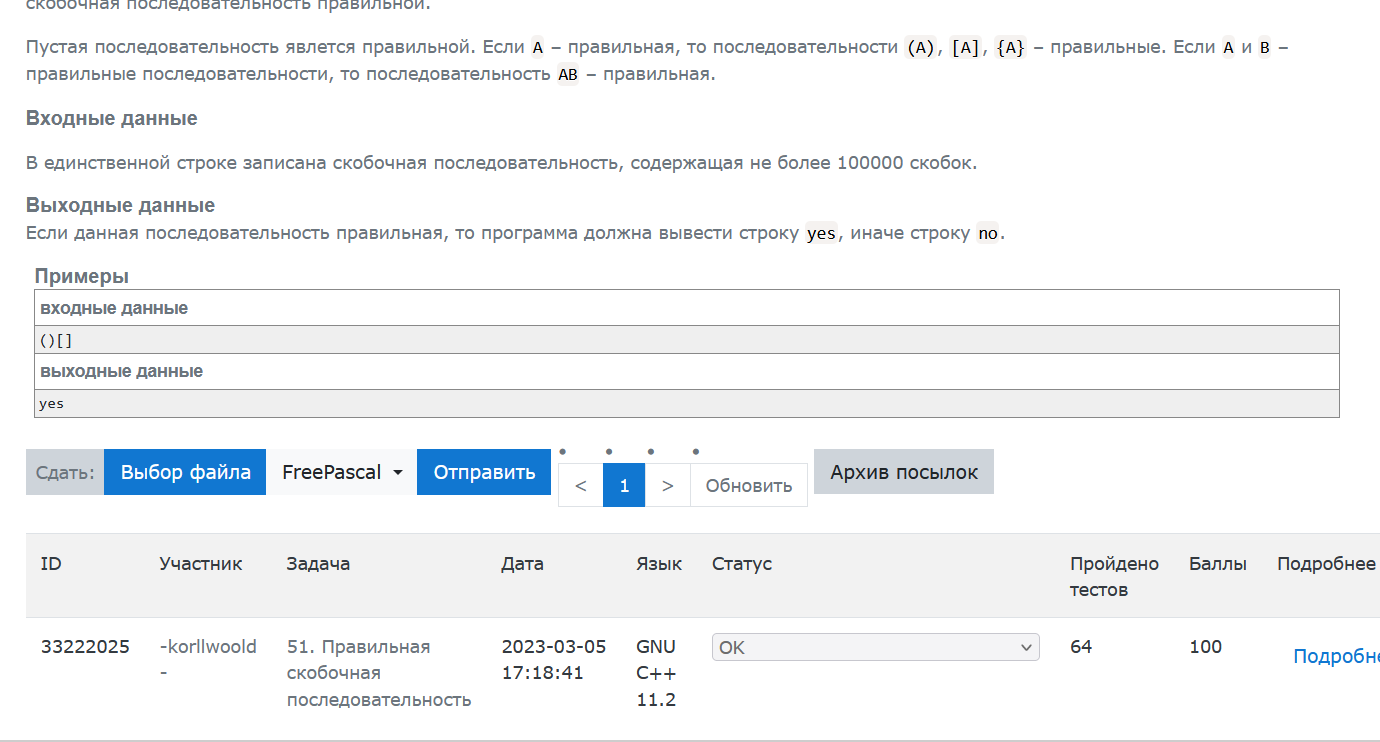 скобочная последовательность правильной.
Пустая последовательность явлется правильной. Если A – правильная, то последовательности (A), [A], {A} – правильные. Если A и B –
правильные последовательности, то последовательность AB – правильная.
Входные данные
В единственной строке записана скобочная последовательность, содержащая не более 100000 скобок.
Выходные данные
Если данная последовательность правильная, то программа должна вывести строку yes, иначе строку no.
Примеры
входные данные
()[]
выходные данные
yes
Сдать: Выбор файла FreePascal Отправить < 1 > Обновить Архив посылок
ID Участник Задача Дата Язык Статус Пройдено Баллы Подробнее
тестов
33222025 -korllwoold 51. Правильная 2023-03-05 GNU OK 64 100 Подробне
- скобочная 17:18:41 C++
последовательность 11.2